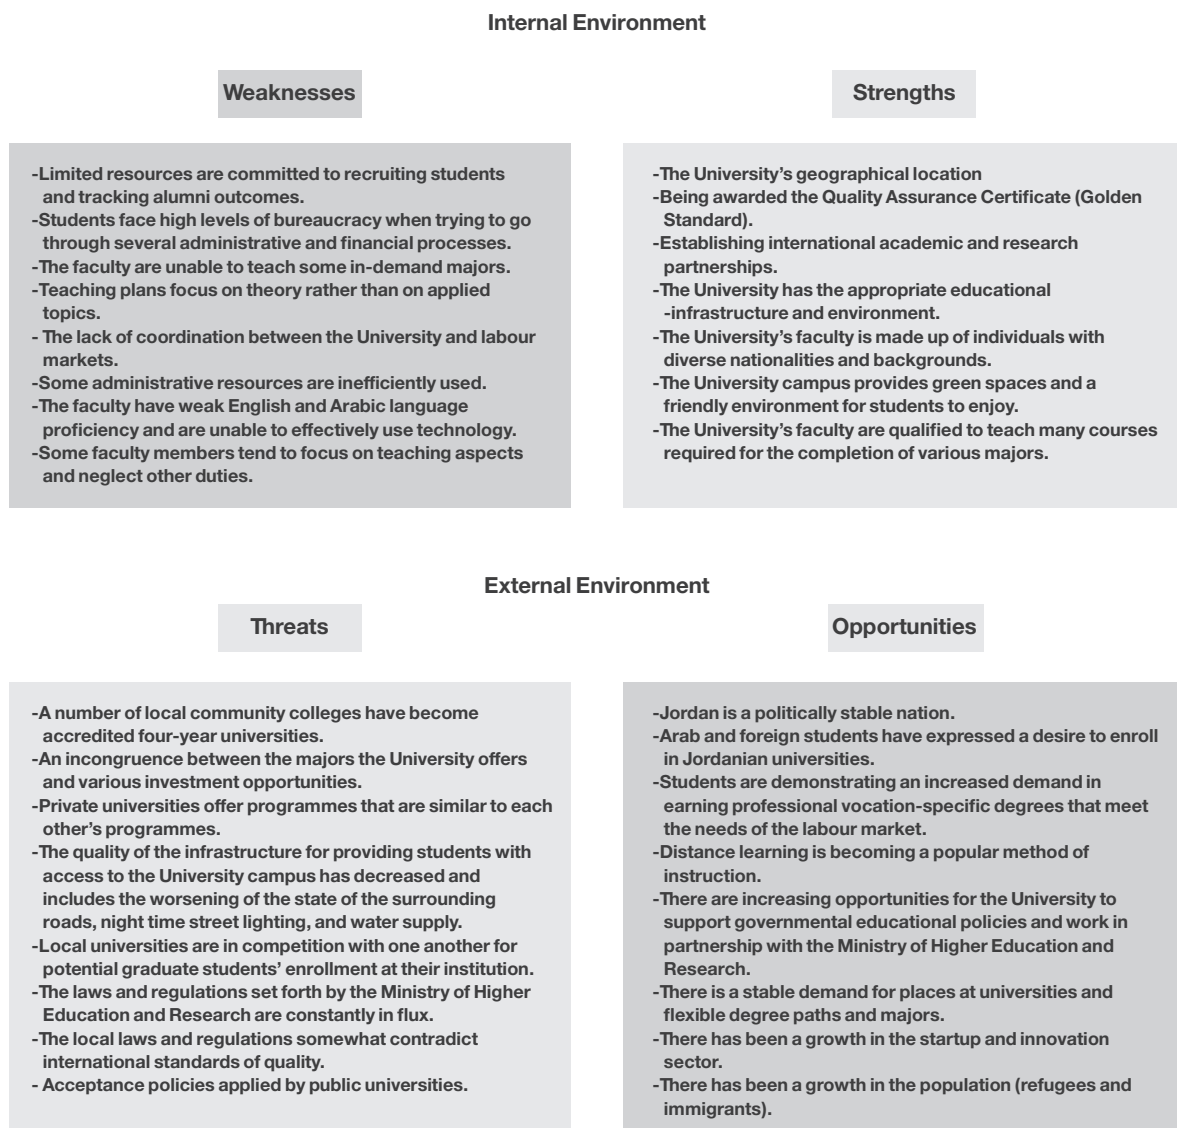 Internal Environment
Weaknesses
-Limited resources are committed to recruiting students
and tracking alumni outcomes.
-Students face high levels of bureaucracy when trying to go
through several administrative and financial processes.
-The faculty are unable to teach some in-demand majors.
-Teaching plans focus on theory rather than on applied
topics.
- The lack of coordination between the University and labour
markets.
-Some administrative resources are inefficiently used.
-The faculty have weak English and Arabic language
proficiency and are unable to effectively use technology.
-Some faculty members tend to focus on teaching aspects
and neglect other duties.
Strengths
-The University's geographical location
-Being awarded the Quality Assurance Certificate (Golden
Standard).
-Establishing international academic and research
partnerships.
-The University has the appropriate educational
-infrastructure and environment.
-The University's faculty is made up of individuals with
diverse nationalities and backgrounds.
-The University campus provides green spaces and a
friendly environment for students to enjoy.
-The University's faculty are qualified to teach many courses
required for the completion of various majors.
External Environment
Threats
-A number of local community colleges have become
accredited four-year universities.
-An incongruence between the majors the University offers
and various investment opportunities.
-Private universities offer programmes that are similar to each
other's programmes.
-The quality of the infrastructure for providing students with
access to the University campus has decreased and
includes the worsening of the state of the surrounding
roads, night time street lighting, and water supply.
-Local universities are in competition with one another for
potential graduate students' enrollment at their institution.
-The laws and regulations set forth by the Ministry of Higher
Education and Research are constantly in flux.
-The local laws and regulations somewhat contradict
international standards of quality.
- Acceptance policies applied by public universities.
Opportunities
-Jordan is a politically stable nation.
-Arab and foreign students have expressed a desire to enroll
in Jordanian universities.
-Students are demonstrating an increased demand in
earning professional vocation-specific degrees that meet
the needs of the labour market.
-Distance learning is becoming a popular method of
instruction.
-There are increasing opportunities for the University to
support governmental educational policies and work in
partnership with the Ministry of Higher Education and
Research.
-There is a stable demand for places at universities and
flexible degree paths and majors.
-There has been a growth in the startup and innovation
sector.
-There has been a growth in the population (refugees and
immigrants).